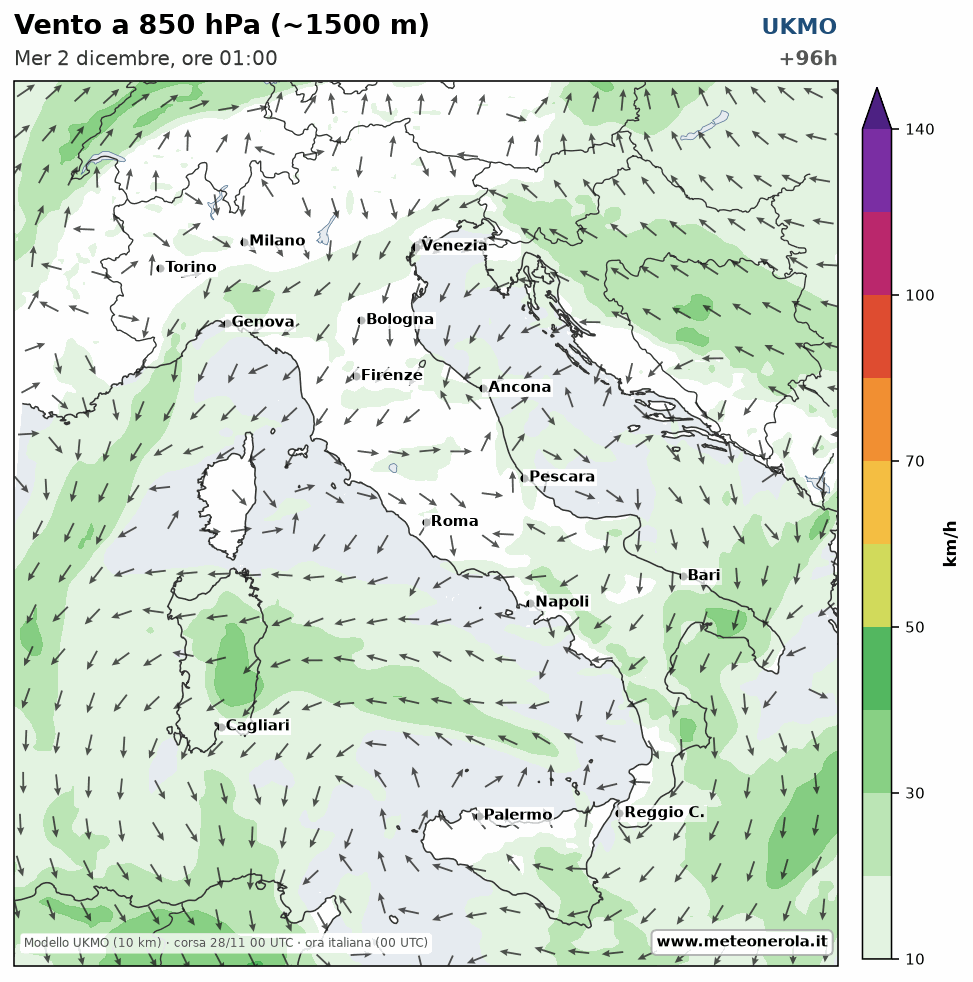 Vento a 850 hPa (~1500 m)
UKMO
Mer 2 dicembre, ore 01:00
+96h
Milano
Venezia
Torino
Genova
Bologna
Firenze
Ancona
Pescara
Roma
Bari
Napoli
Cagliari
Palermo
Reggio C.
Modello UKMO (10 km) · corsa 28/11 00 UTC · ora italiana (00 UTC)
www.meteonerola.it
140
100
70
50
30
10
km/h